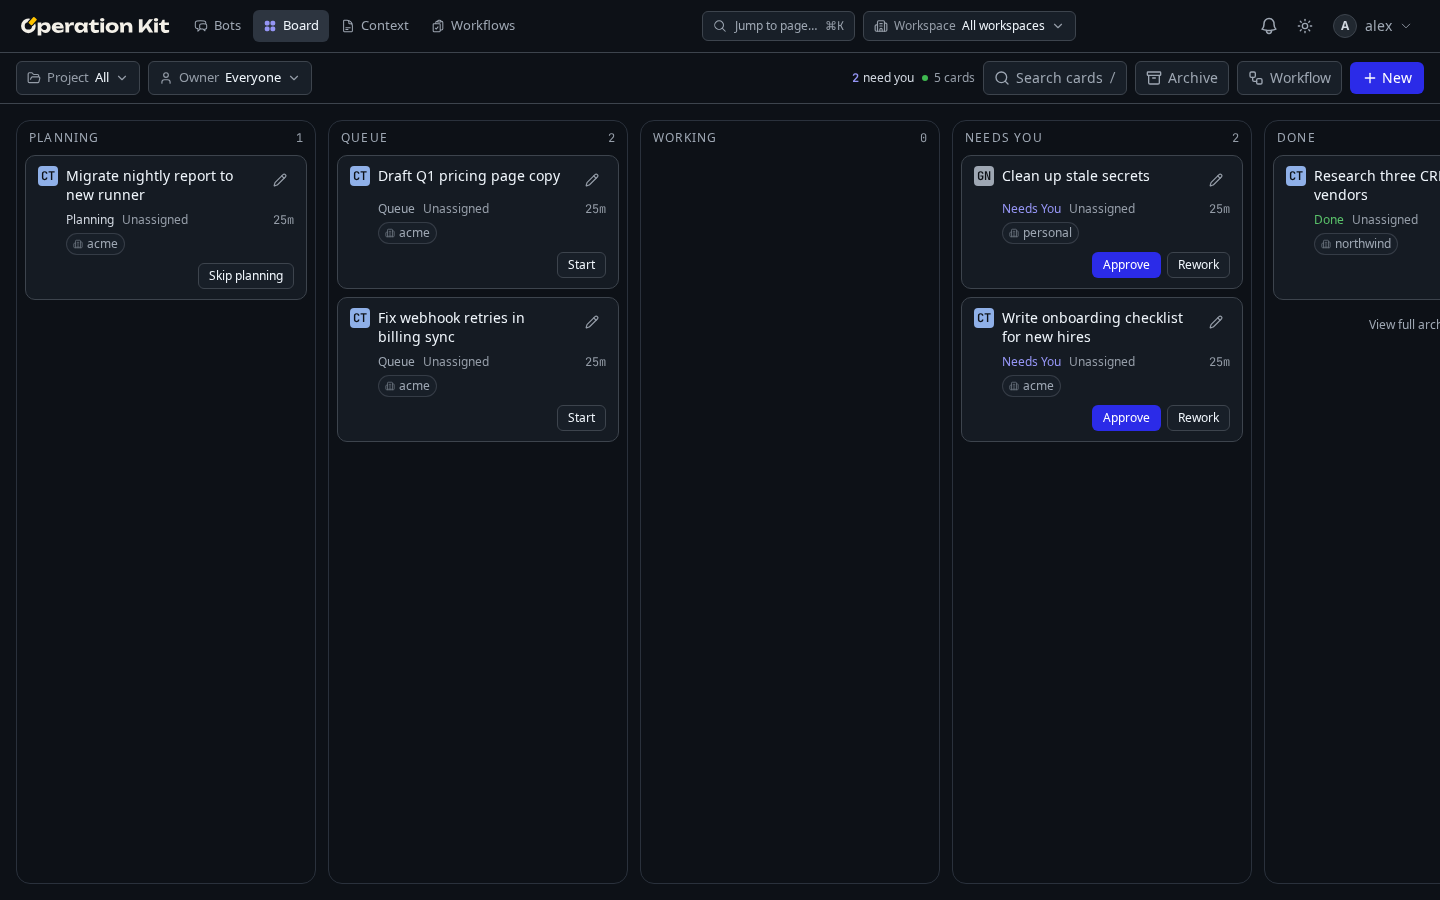 Operation Kit
Bots
Board
Context
Workflows
Jump to page... ⌘K
Workspace All workspaces
A alex
Project All
Owner Everyone
2 need you
5 cards
Search cards /
Archive
Workflow
+ New
PLANNING 1
CT Migrate nightly report to
new runner
Planning Unassigned 25m
acme
Skip planning
QUEUE 2
CT Draft Q1 pricing page copy
Queue Unassigned 25m
acme
Start
CT Fix webhook retries in
billing sync
Queue Unassigned 25m
acme
Start
WORKING 0
NEEDS YOU 2
GN Clean up stale secrets
Needs You Unassigned 25m
personal
Approve Rework
CT Write onboarding checklist
for new hires
Needs You Unassigned 25m
acme
Approve Rework
DONE
CT Research three
vendors
Done Unassigned
northwind
View full